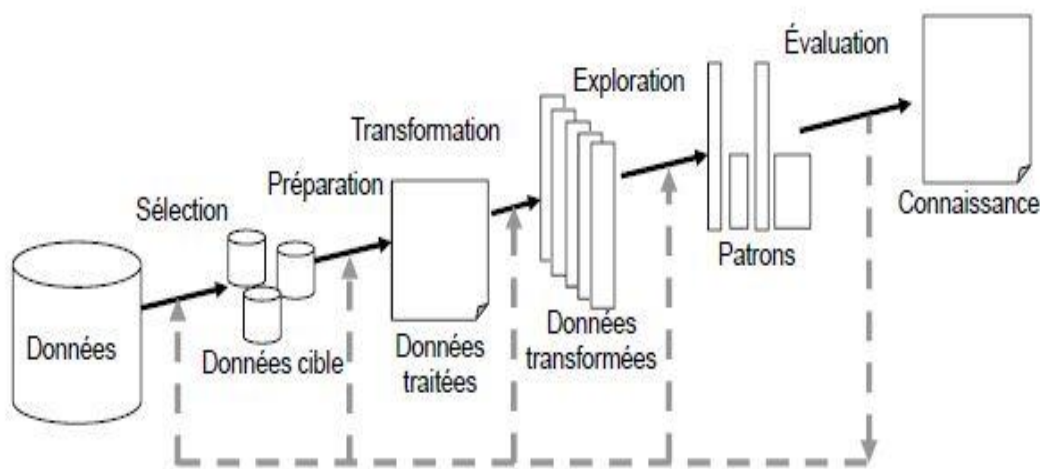 Données
Sélection
Données cible
Préparation
Données
traitées
Transformation
Données
transformées
Exploration
Patrons
Évaluation
Connaissance